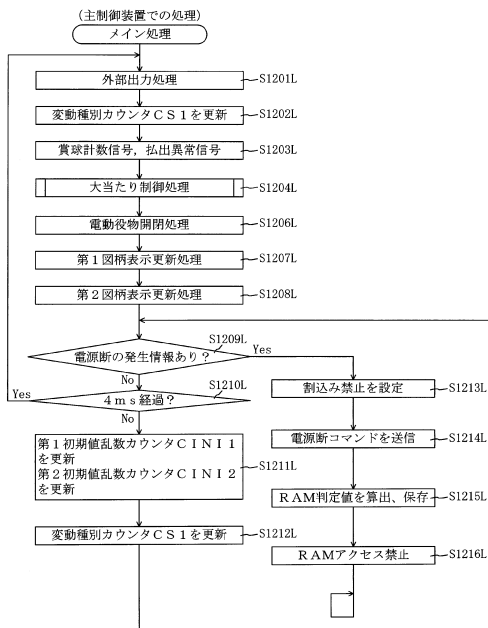 (主制御装置での処理)
メイン処理
外部出力処理
S1201L
変動種別カウンタCS1を更新
S1202L
賞球計数信号,払出異常信号
S1203L
大当たり制御処理
S1204L
電動役物開閉処理
S1206L
第1図柄表示更新処理
S1207L
第2図柄表示更新処理
S1208L
電源断の発生情報あり?
S1209L
Yes
No
4ms経過?
S1210L
Yes
No
第1初期値乱数カウンタCINI1
を更新
第2初期値乱数カウンタCINI2
を更新
S1211L
変動種別カウンタCS1を更新
S1212L
割込み禁止を設定
S1213L
電源断コマンドを送信
S1214L
RAM判定値を算出、保存
S1215L
RAMアクセス禁止
S1216L